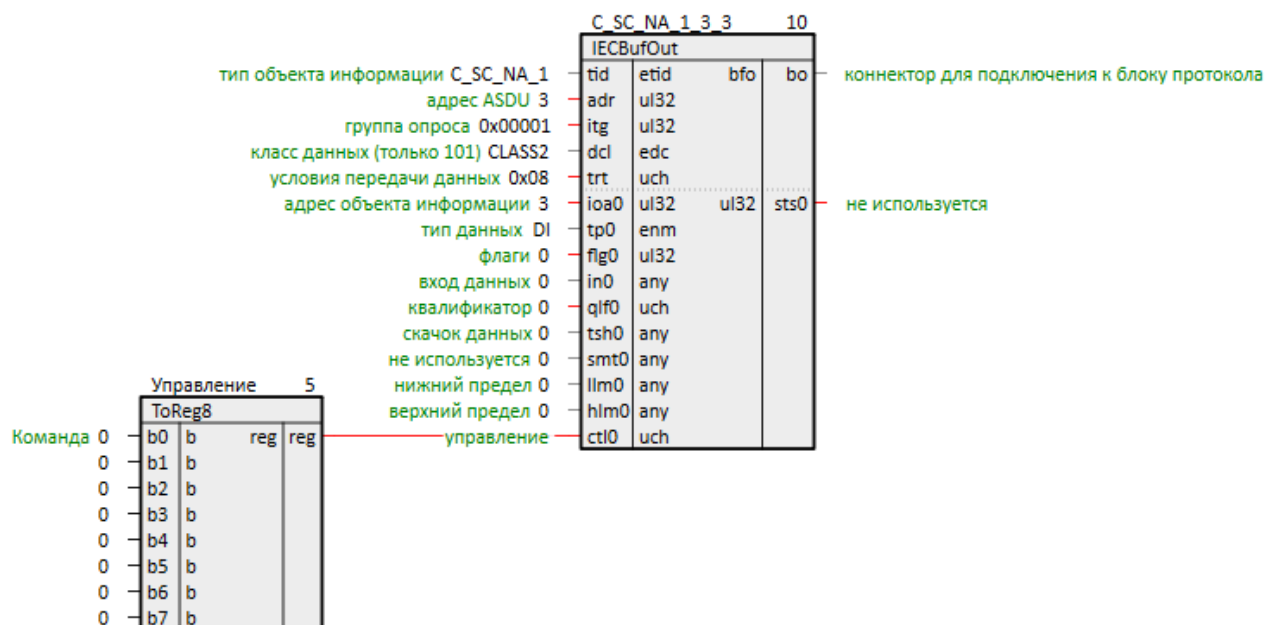 C_SC_NA_1_3_3 10
IECBufOut
тип объекта информации C_SC_NA_1 tid etid bfo bo коннектор для подключения к блоку протокола
адрес ASDU 3 adr ul32
группа опроса 0x00001 itg ul32
класс данных (только 101) CLASS2 dcl edc
условия передачи данных 0x08 trt uch
адрес объекта информации 3 ioa0 ul32 ul32 sts0 не используется
тип данных DI tp0 enm
флаги 0 flg0 ul32
вход данных 0 in0 any
квалификатор 0 qlf0 uch
скачок данных 0 tsh0 any
не используется 0 smt0 any
нижний предел 0 llm0 any
верхний предел 0 hlm0 any
управление ctl0 uch
Управление 5
ToReg8
Команда 0 b0 b reg reg
0 b1 b
0 b2 b
0 b3 b
0 b4 b
0 b5 b
0 b6 b
0 b7 b